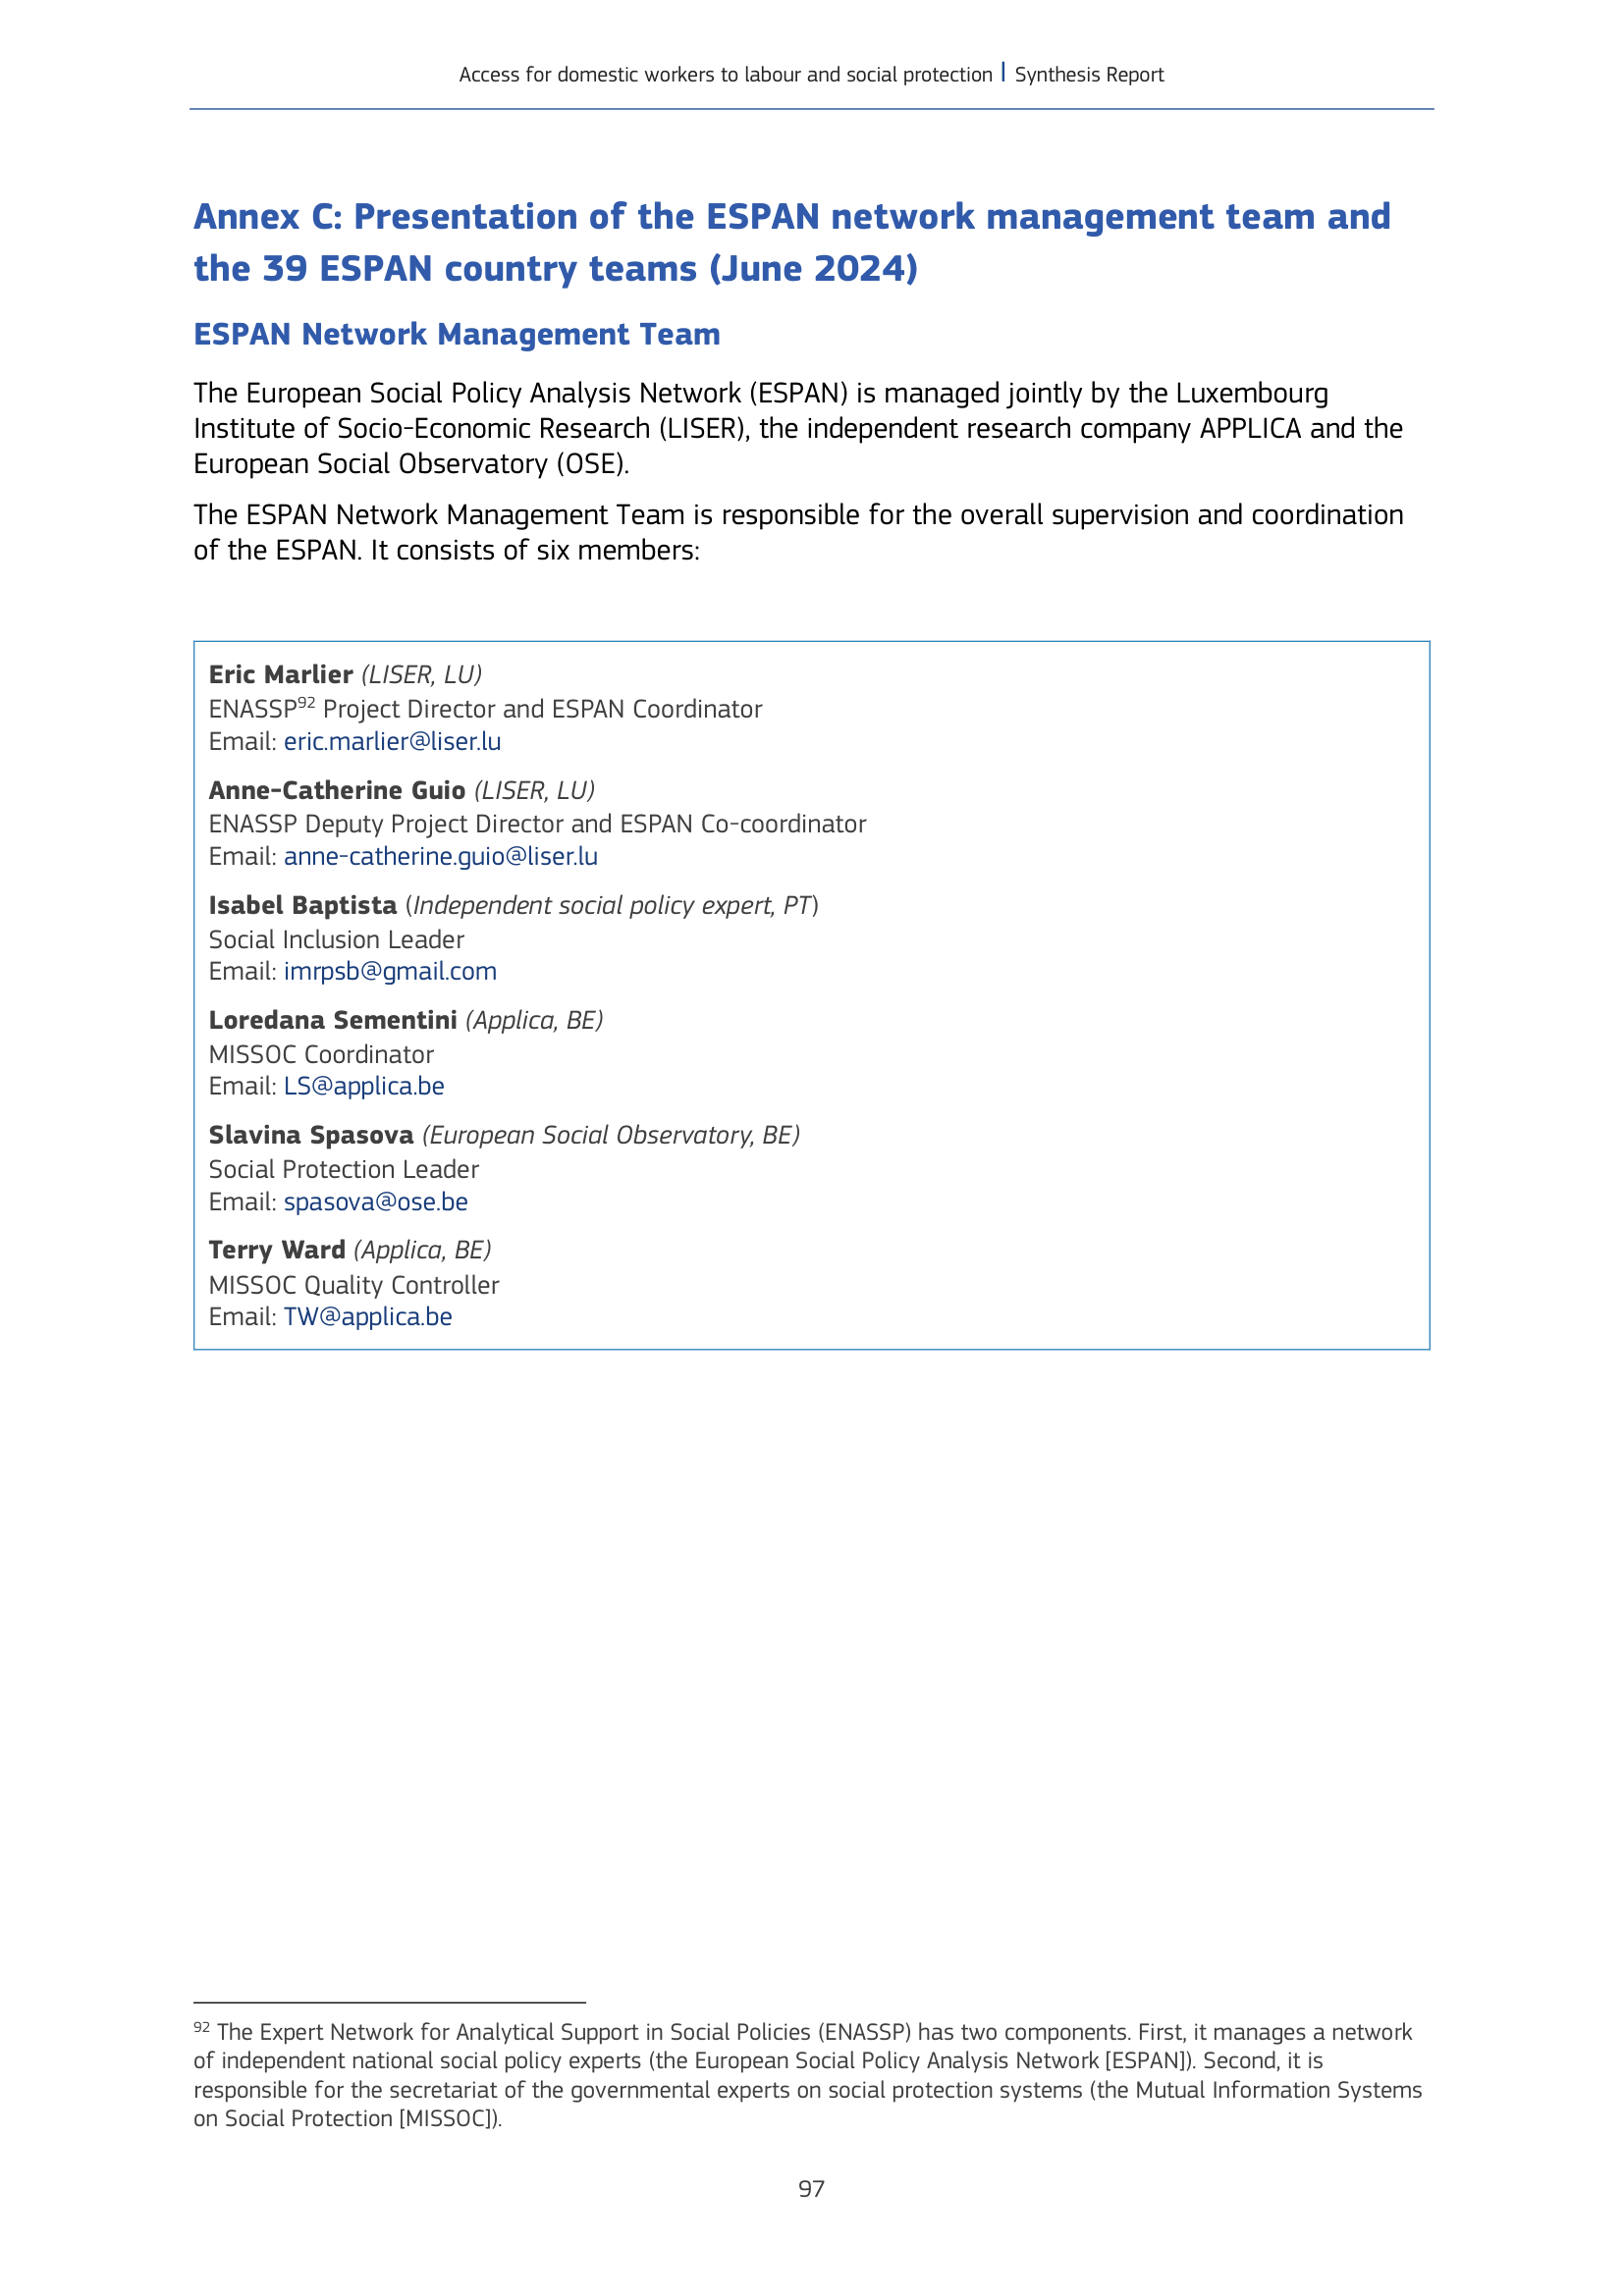 Access for domestic workers to labour and social protection | Synthesis Report
Annex C: Presentation of the ESPAN network management team and
the 39 ESPAN country teams (June 2024)
ESPAN Network Management Team
The European Social Policy Analysis Network (ESPAN) is managed jointly by the Luxembourg
Institute of Socio-Economic Research (LISER), the independent research company APPLICA and the
European Social Observatory (OSE).
The ESPAN Network Management Team is responsible for the overall supervision and coordination
of the ESPAN. It consists of six members:
Eric Marlier (LISER, LU)
ENASSP92 Project Director and ESPAN Coordinator
Email: eric.marlier@liser.lu
Anne-Catherine Guio (LISER, LU)
ENASSP Deputy Project Director and ESPAN Co-coordinator
Email: anne-catherine.guio@liser.lu
Isabel Baptista (Independent social policy expert, PT)
Social Inclusion Leader
Email: imrpsb@gmail.com
Loredana Sementini (Applica, BE)
MISSOC Coordinator
Email: LS@applica.be
Slavina Spasova (European Social Observatory, BE)
Social Protection Leader
Email: spasova@ose.be
Terry Ward (Applica, BE)
MISSOC Quality Controller
Email: TW@applica.be
92 The Expert Network for Analytical Support in Social Policies (ENASSP) has two components. First, it manages a network
of independent national social policy experts (the European Social Policy Analysis Network [ESPAN]). Second, it is
responsible for the secretariat of the governmental experts on social protection systems (the Mutual Information Systems
on Social Protection [MISSOC]).
97